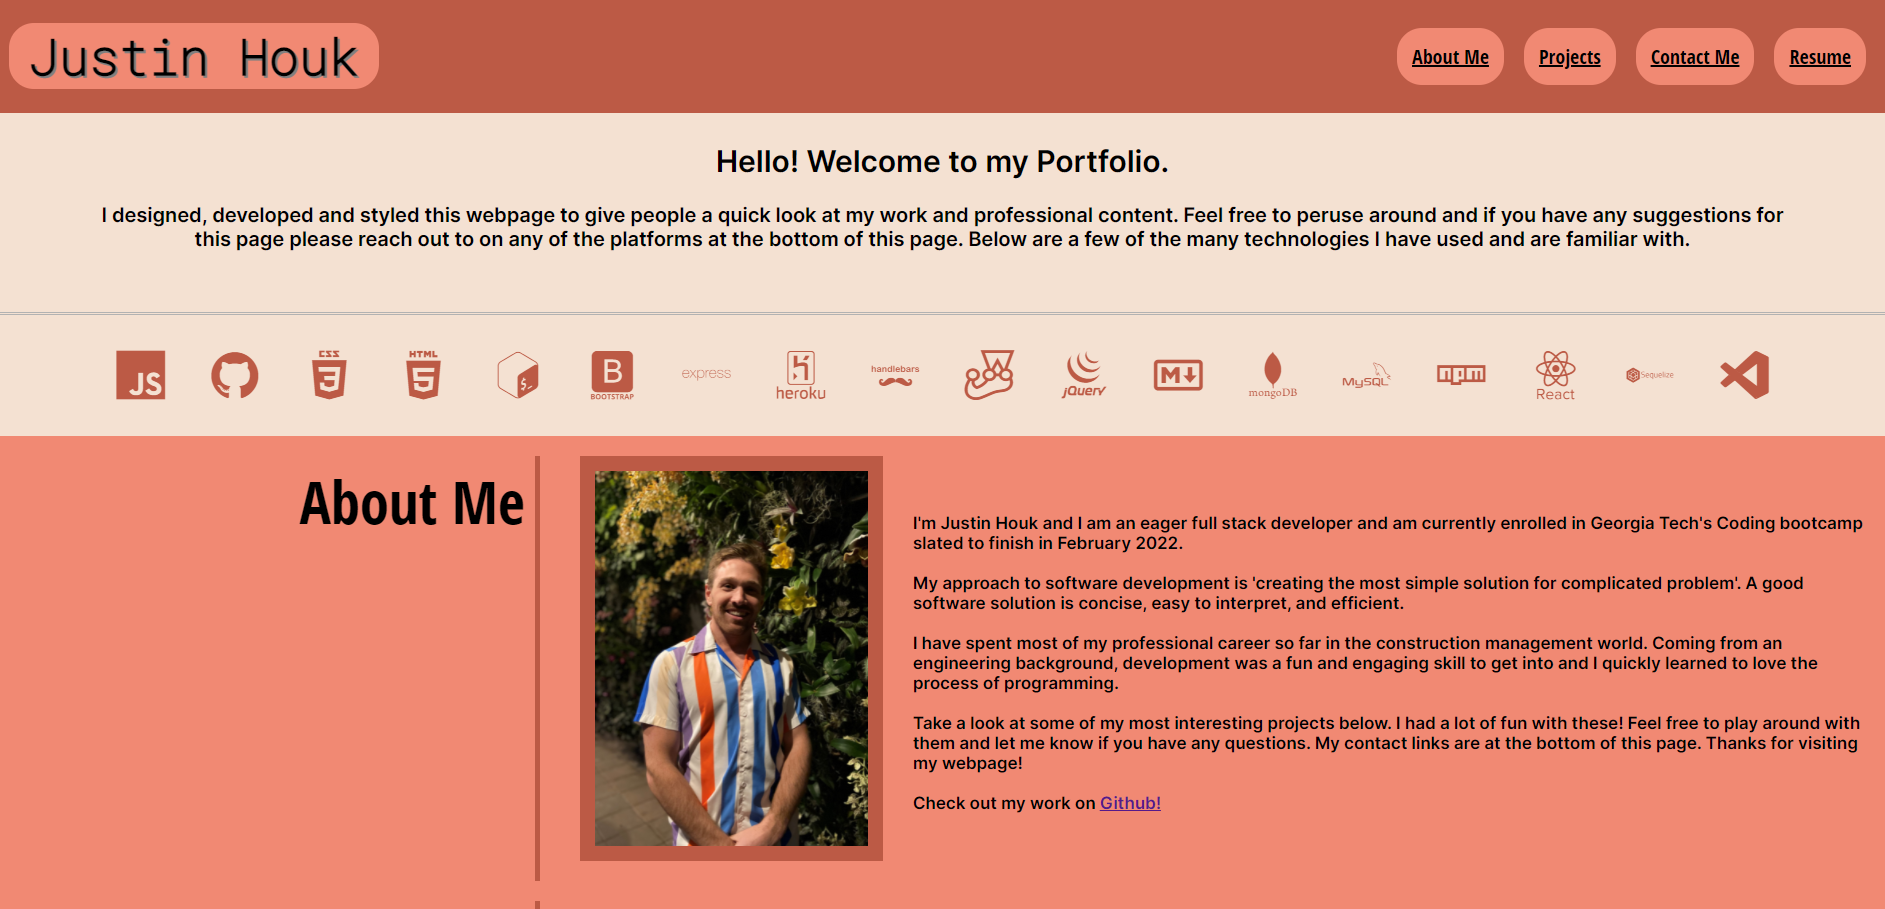 Justin Houk
About Me
Projects
Contact Me
Resume
Hello! Welcome to my Portfolio.
I designed, developed and styled this webpage to give people a quick look at my work and professional content. Feel free to peruse around and if you have any suggestions for
this page please reach out to on any of the platforms at the bottom of this page. Below are a few of the many technologies I have used and are familiar with.
JS
CSS
3
HTML
5
$_
B
BOOTSTRAP
express
heroku
handlebars
jQuery
M
mongoDB
MySQL
npm
React
Sequelize
About Me
I'm Justin Houk and I am an eager full stack developer and am currently enrolled in Georgia Tech's Coding bootcamp
slated to finish in February 2022.
My approach to software development is 'creating the most simple solution for complicated problem'. A good
software solution is concise, easy to interpret, and efficient.
I have spent most of my professional career so far in the construction management world. Coming from an
engineering background, development was a fun and engaging skill to get into and I quickly learned to love the
process of programming.
Take a look at some of my most interesting projects below. I had a lot of fun with these! Feel free to play around with
them and let me know if you have any questions. My contact links are at the bottom of this page. Thanks for visiting
my webpage!
Check out my work on Github!